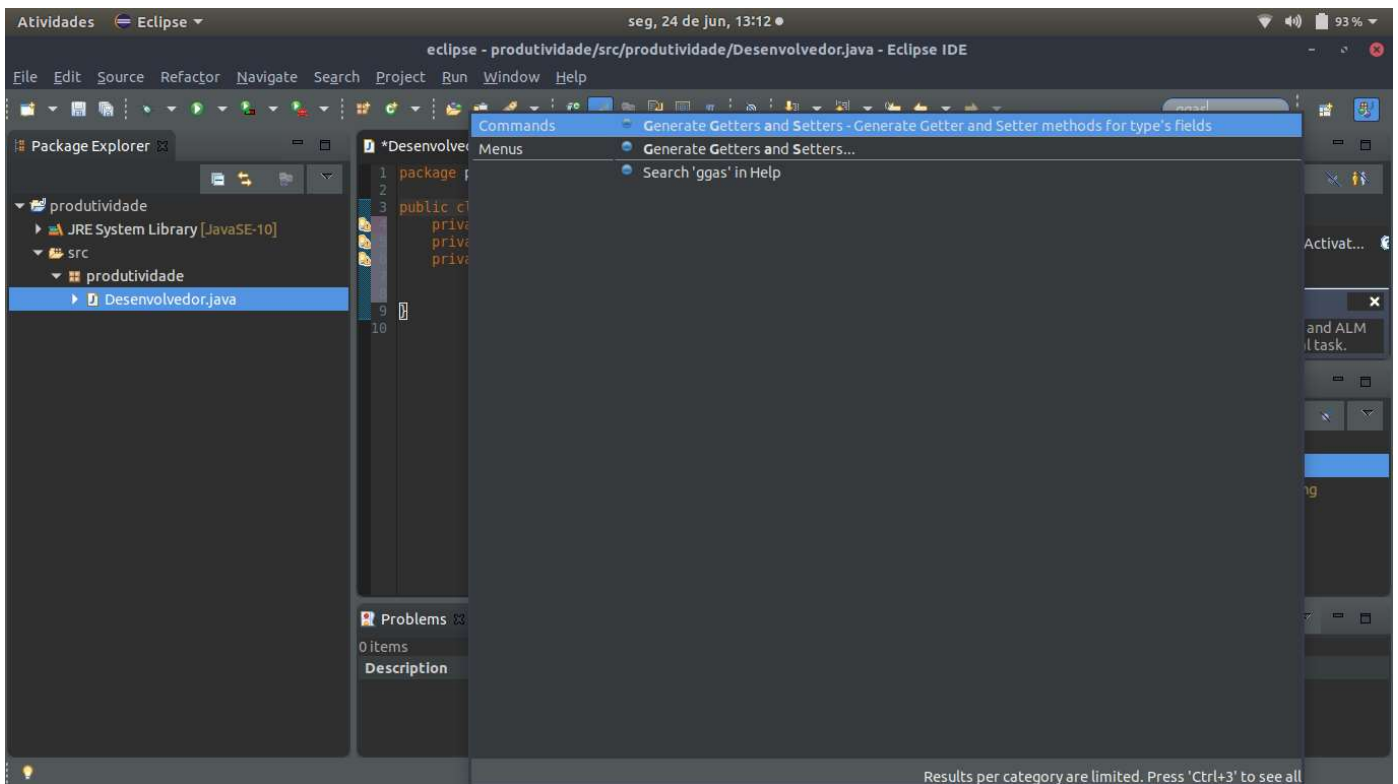 Atividades Eclipse seg, 24 de jun, 13:12 93 %
eclipse - produtividade/src/produtividade/Desenvolvedor.java - Eclipse IDE
File Edit Source Refactor Navigate Search Project Run Window Help
ggas
Package Explorer
produtividade
JRE System Library [JavaSE-10]
src
produtividade
Desenvolvedor.java
*Desenvolved
1 package p
2
3 public cl
priva
priva
priva
9 }
10
Commands Generate Getters and Setters - Generate Getter and Setter methods for type's fields
Menus Generate Getters and Setters...
Search 'ggas' in Help
Activat...
and ALM
l task.
ng
Problems
0 items
Description
Results per category are limited. Press 'Ctrl+3' to see all